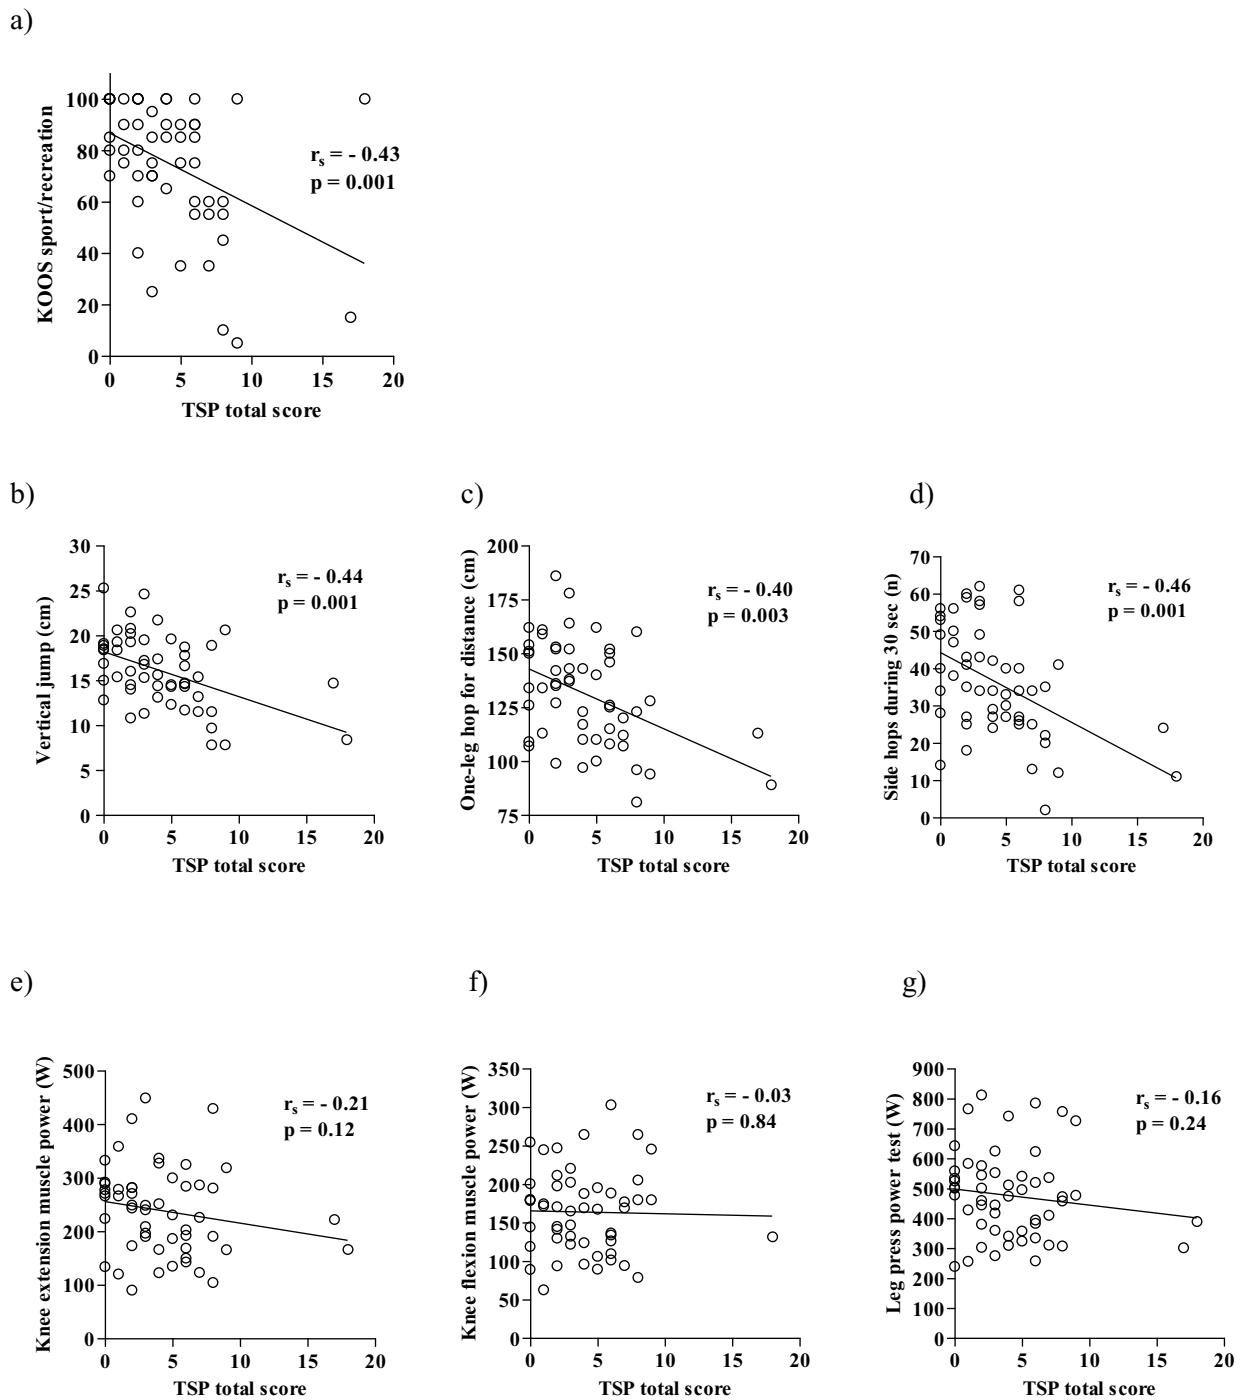 a)
KOOS sport/recreation
100
80
60
40
20
0
r_s = - 0.43
p = 0.001
0 5 10 15 20
TSP total score
b)
Vertical jump (cm)
30
25
20
15
10
5
0
r_s = - 0.44
p = 0.001
0 5 10 15 20
TSP total score
c)
One-leg hop for distance (cm)
200
175
150
125
100
75
r_s = - 0.40
p = 0.003
0 5 10 15 20
TSP total score
d)
Side hops during 30 sec (n)
70
60
50
40
30
20
10
0
r_s = - 0.46
p = 0.001
0 5 10 15 20
TSP total score
e)
Knee extension muscle power (W)
500
400
300
200
100
0
r_s = - 0.21
p = 0.12
0 5 10 15 20
TSP total score
f)
Knee flexion muscle power (W)
350
300
250
200
150
100
50
0
r_s = - 0.03
p = 0.84
0 5 10 15 20
TSP total score
g)
Leg press power test (W)
900
800
700
600
500
400
300
200
100
0
r_s = - 0.16
p = 0.24
0 5 10 15 20
TSP total score